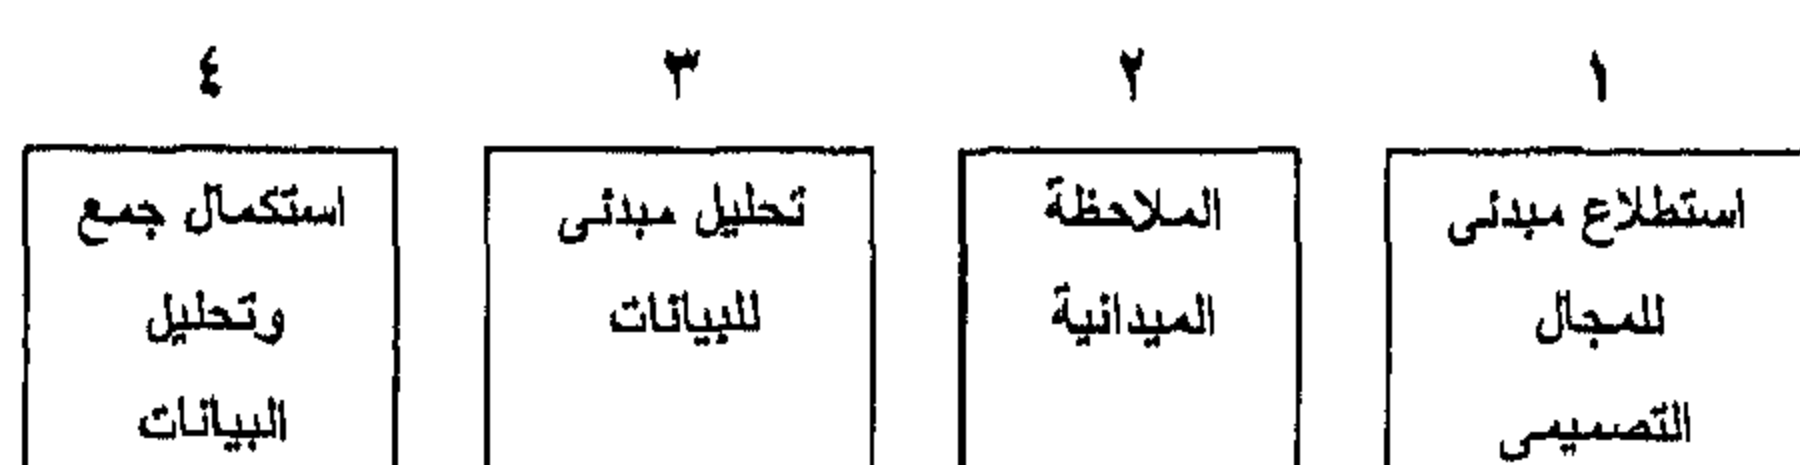 ١
استطلاع مبدئى
للمجال
التصميمى
٢
الملاحظة
الميدانية
٣
تحليل مبدئى
للبيانات
٤
استكمال جمع
وتحليل
البيانات